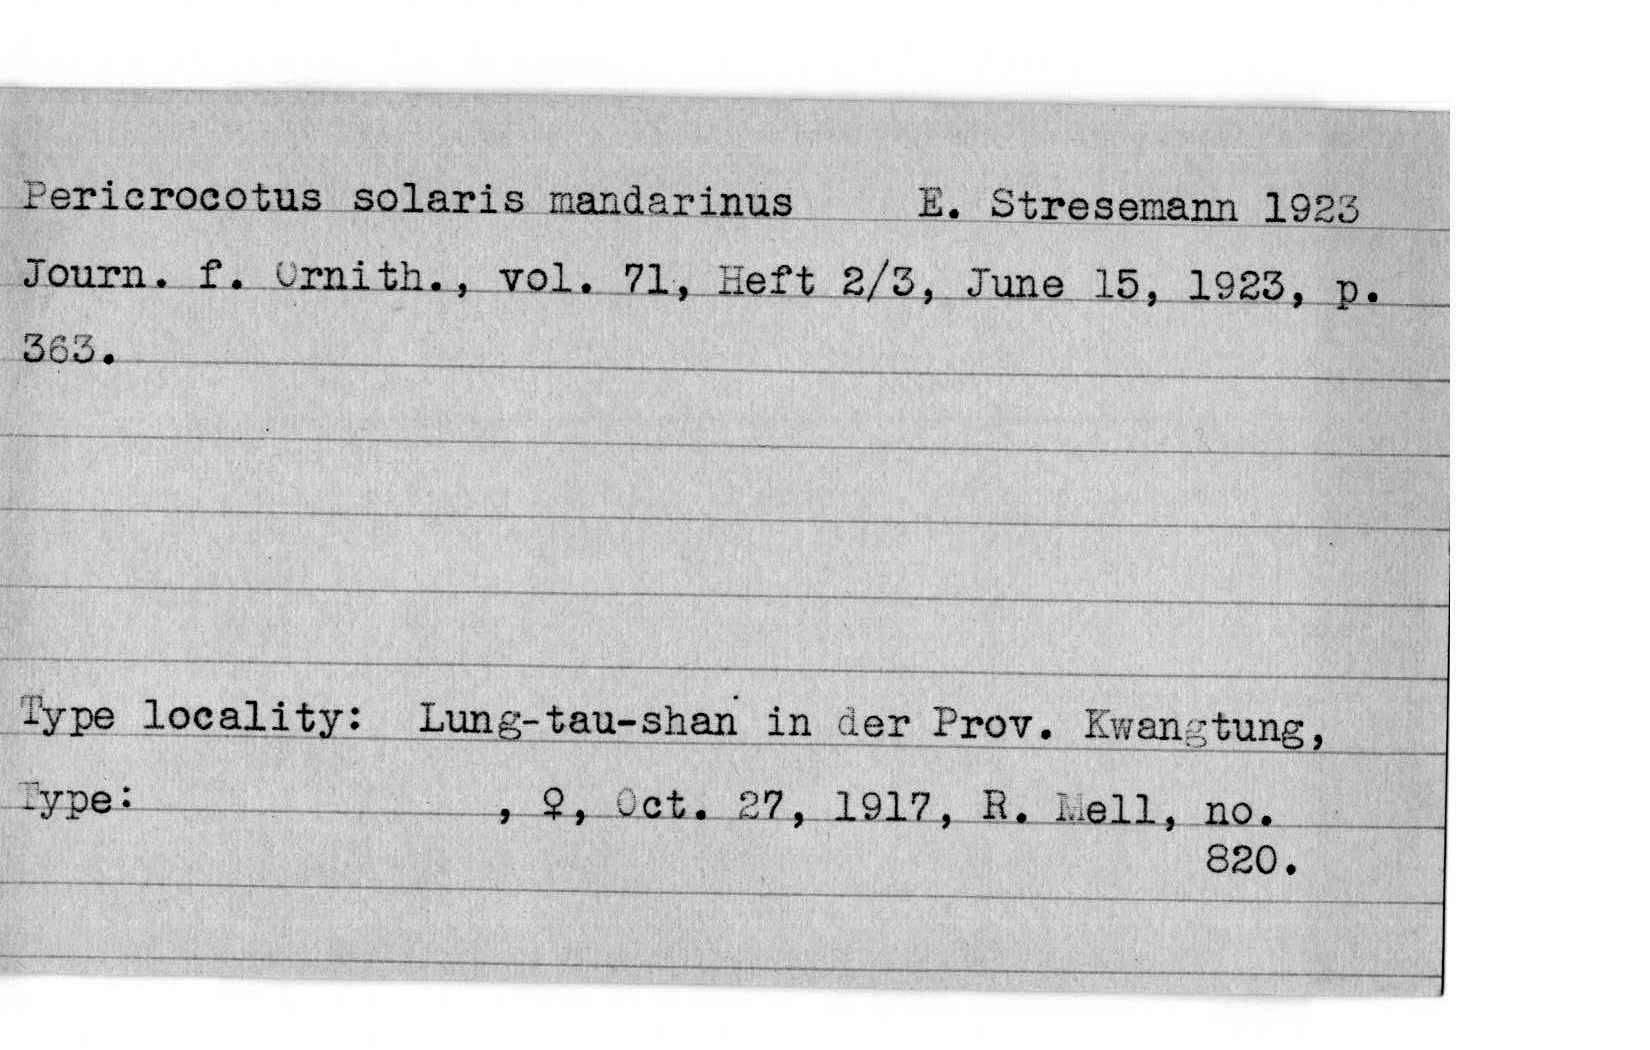 Pericrocotus solaris mandarinus E. Stresemann 1923
Journ. f. Ornith., vol. 71, Heft 2/3, June 15, 1923, p.
363.
Type locality: Lung-tau-shan in der Prov. Kwangtung,
Type: , ♀, Oct. 27, 1917, R. Mell, no.
820.